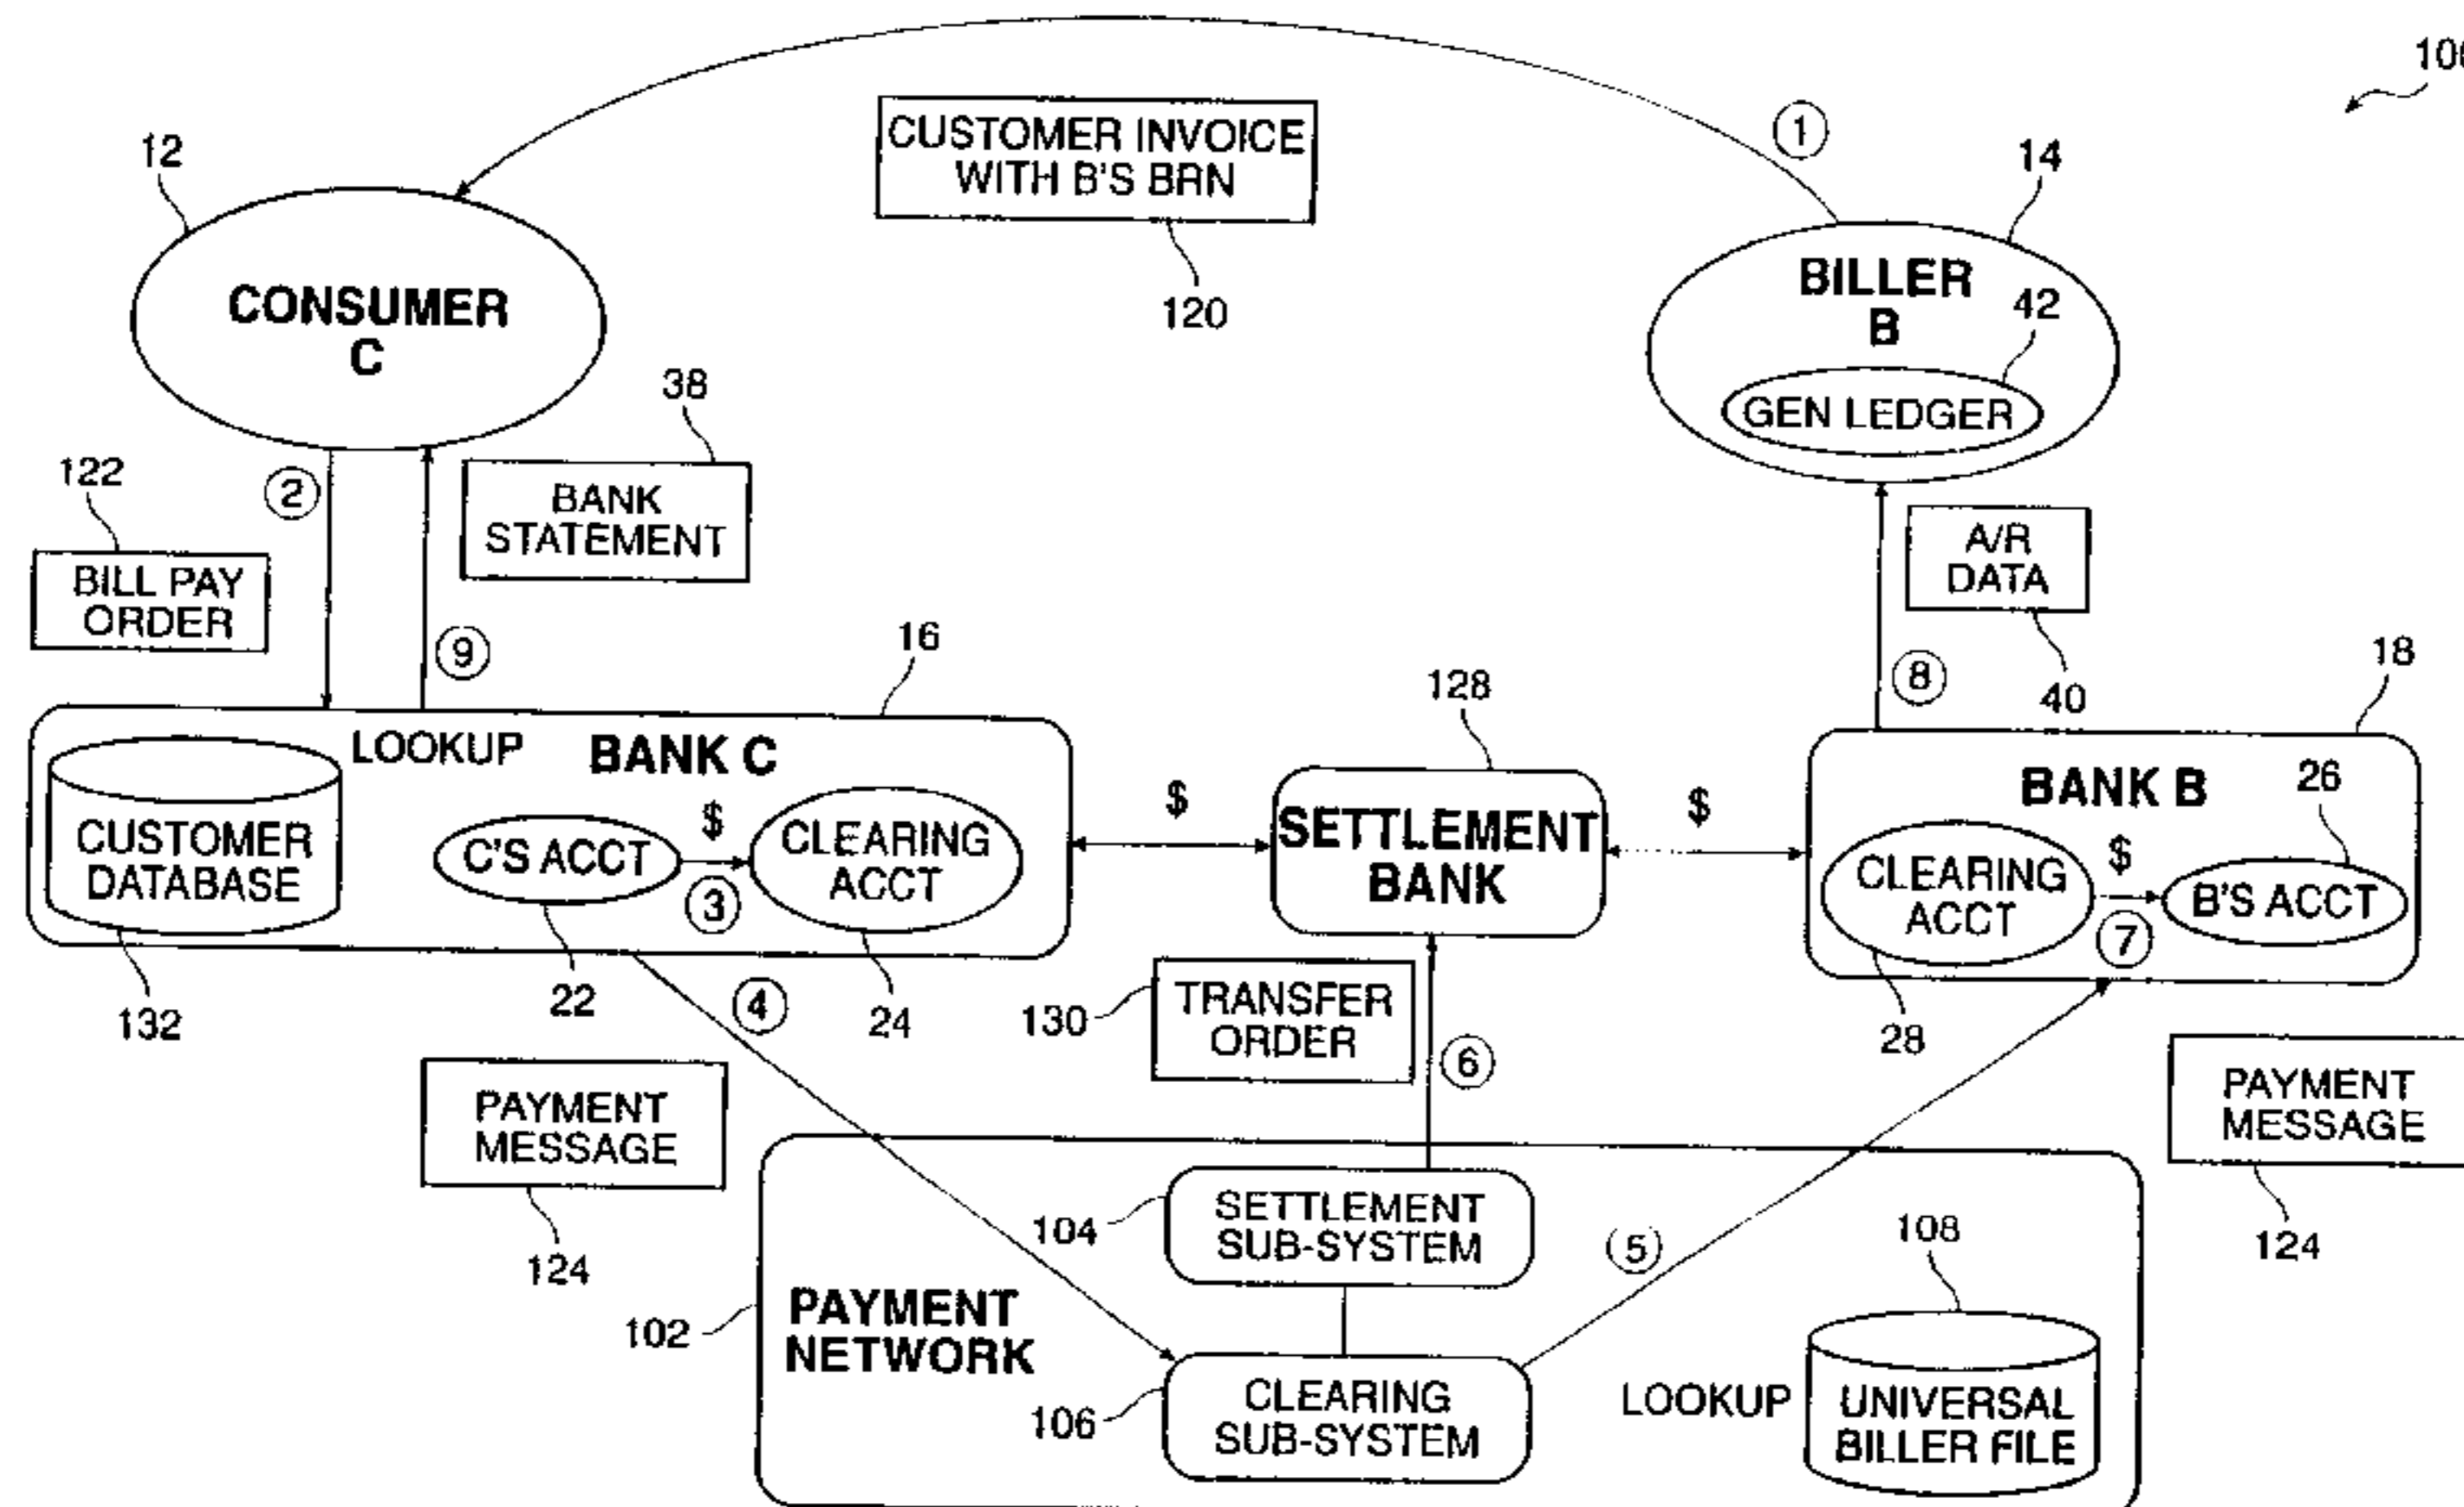 100
1
CUSTOMER INVOICE
WITH B'S BRN
120
12
CONSUMER
C
14
BILLER
B
42
GEN LEDGER
38
BANK
STATEMENT
122
2
BILL PAY
ORDER
9
A/R
DATA
40
8
16
LOOKUP
BANK C
CUSTOMER
DATABASE
132
C'S ACCT
22
$
3
CLEARING
ACCT
24
$
128
SETTLEMENT
BANK
$
18
BANK B
26
CLEARING
ACCT
28
$
7
B'S ACCT
4
130
TRANSFER
ORDER
6
PAYMENT
MESSAGE
124
PAYMENT
MESSAGE
124
104
SETTLEMENT
SUB-SYSTEM
5
108
102
PAYMENT
NETWORK
106
CLEARING
SUB-SYSTEM
LOOKUP
UNIVERSAL
BILLER FILE